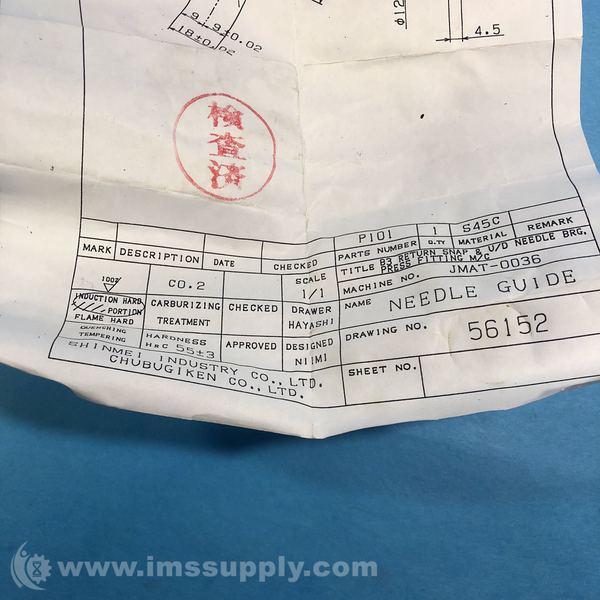 9 9±0.02
18±0.02
φ12
4.5
検
査
済
P101 1 S45C
PARTS NUMBER Q.TY MATERIAL REMARK
MARK DESCRIPTION DATE CHECKED
TITLE 93 RETURN SNAP & U/D NEEDLE BRG.
PRESS FITTING M/C
MACHINE NO. JMAT-0036
100Z C0.2 SCALE
1/1
NAME NEEDLE GUIDE
INDUCTION HARD
PORTION
FLAME HARD
CARBURIZING
TREATMENT
CHECKED
DRAWER
HAYASHI
DRAWING NO. 56152
QUENCHING
TEMPERING
HARDNESS
HRC 55±3
APPROVED
DESIGNED
NIIMI
SHEET NO.
SHINMEI INDUSTRY CO., LTD.
CHUBUGIKEN CO., LTD.
www.imssupply.com